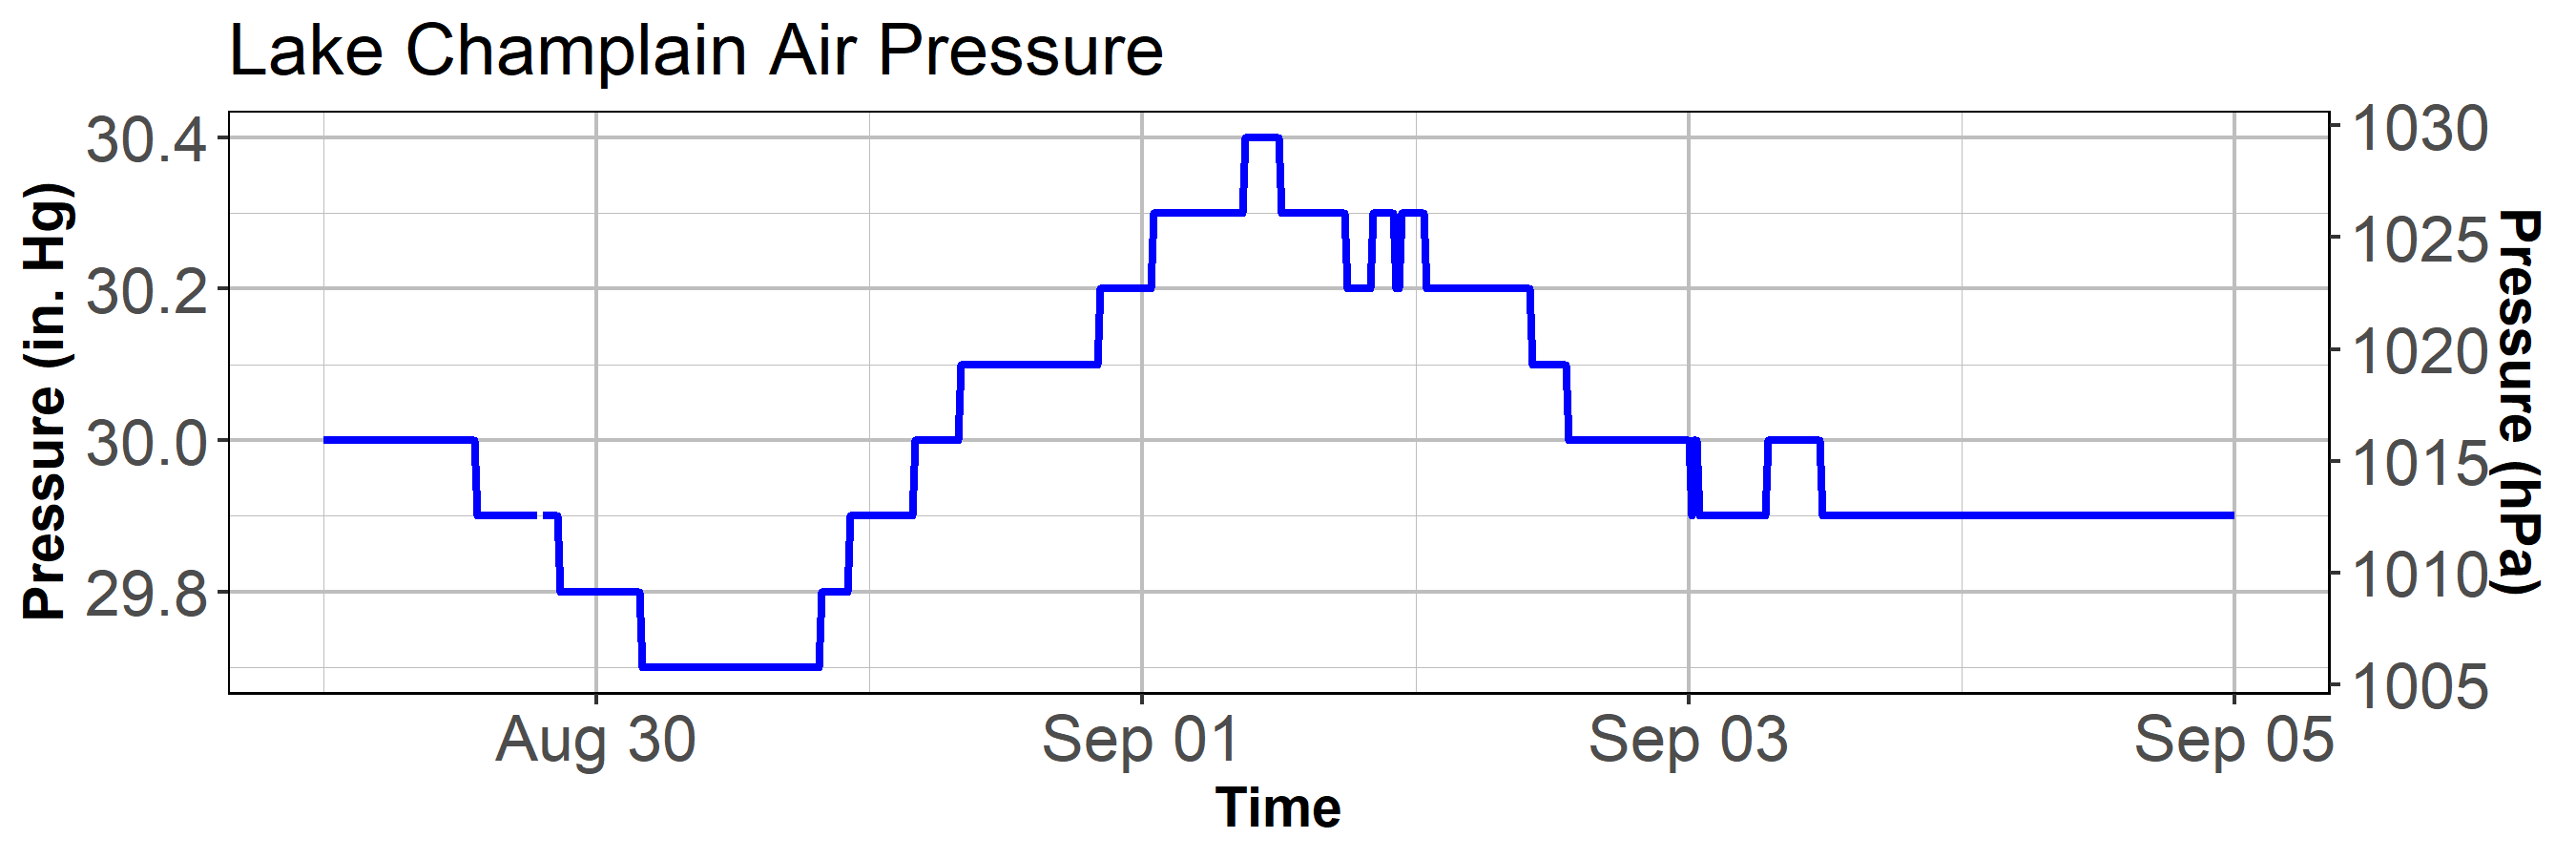 Lake Champlain Air Pressure
Pressure (in. Hg)
30.4
30.2
30.0
29.8
1030
1025
1020
1015
1010
1005
Pressure (hPa)
Aug 30 Sep 01 Sep 03 Sep 05
Time